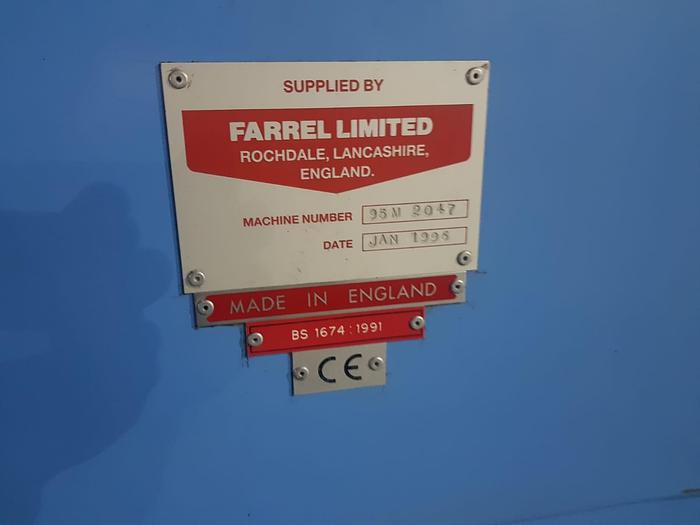 SUPPLIED BY
FARREL LIMITED
ROCHDALE, LANCASHIRE,
ENGLAND.
MACHINE NUMBER 95M 2047
DATE JAN
MADE IN ENGLAND
BS 1674:1991
CE